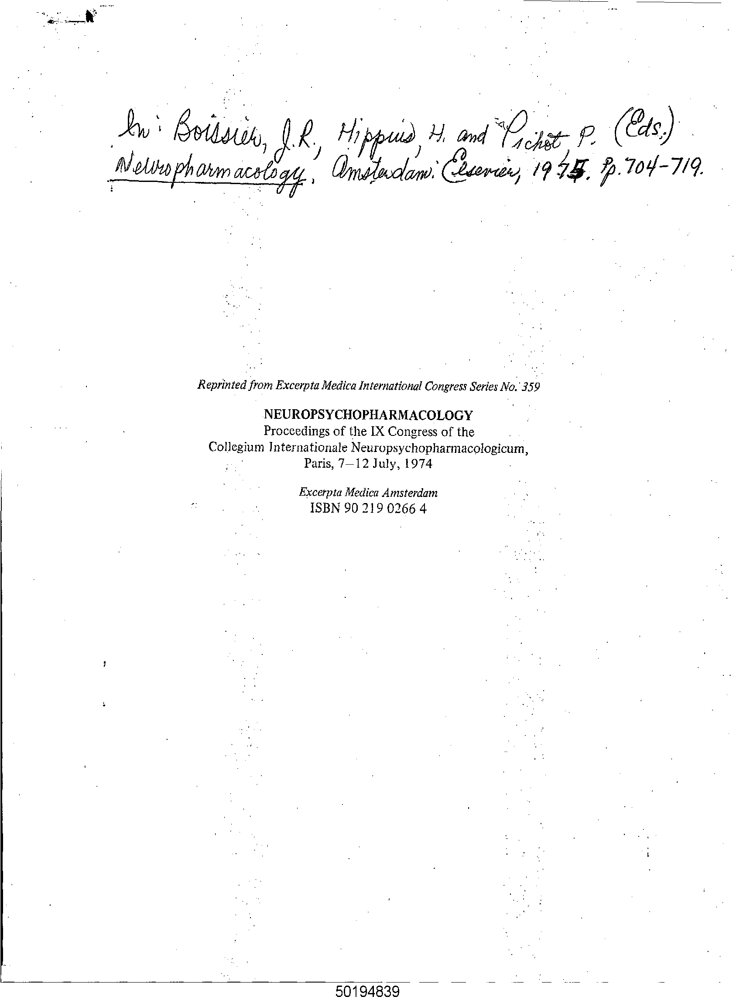 In: Boissier, J.R., Hippius, H. and Pichot, P. (Eds.)
Neuropharmacology, Amsterdam: Elsevier, 1975. Pp. 704-719.
Reprinted from Excerpta Medica International Congress Series No. 359
NEUROPSYCHOPHARMACOLOGY
Proceedings of the IX Congress of the
Collegium Internationale Neuropsychopharmacologicum,
Paris, 7–12 July, 1974
Excerpta Medica Amsterdam
ISBN 90 219 0266 4
50194839